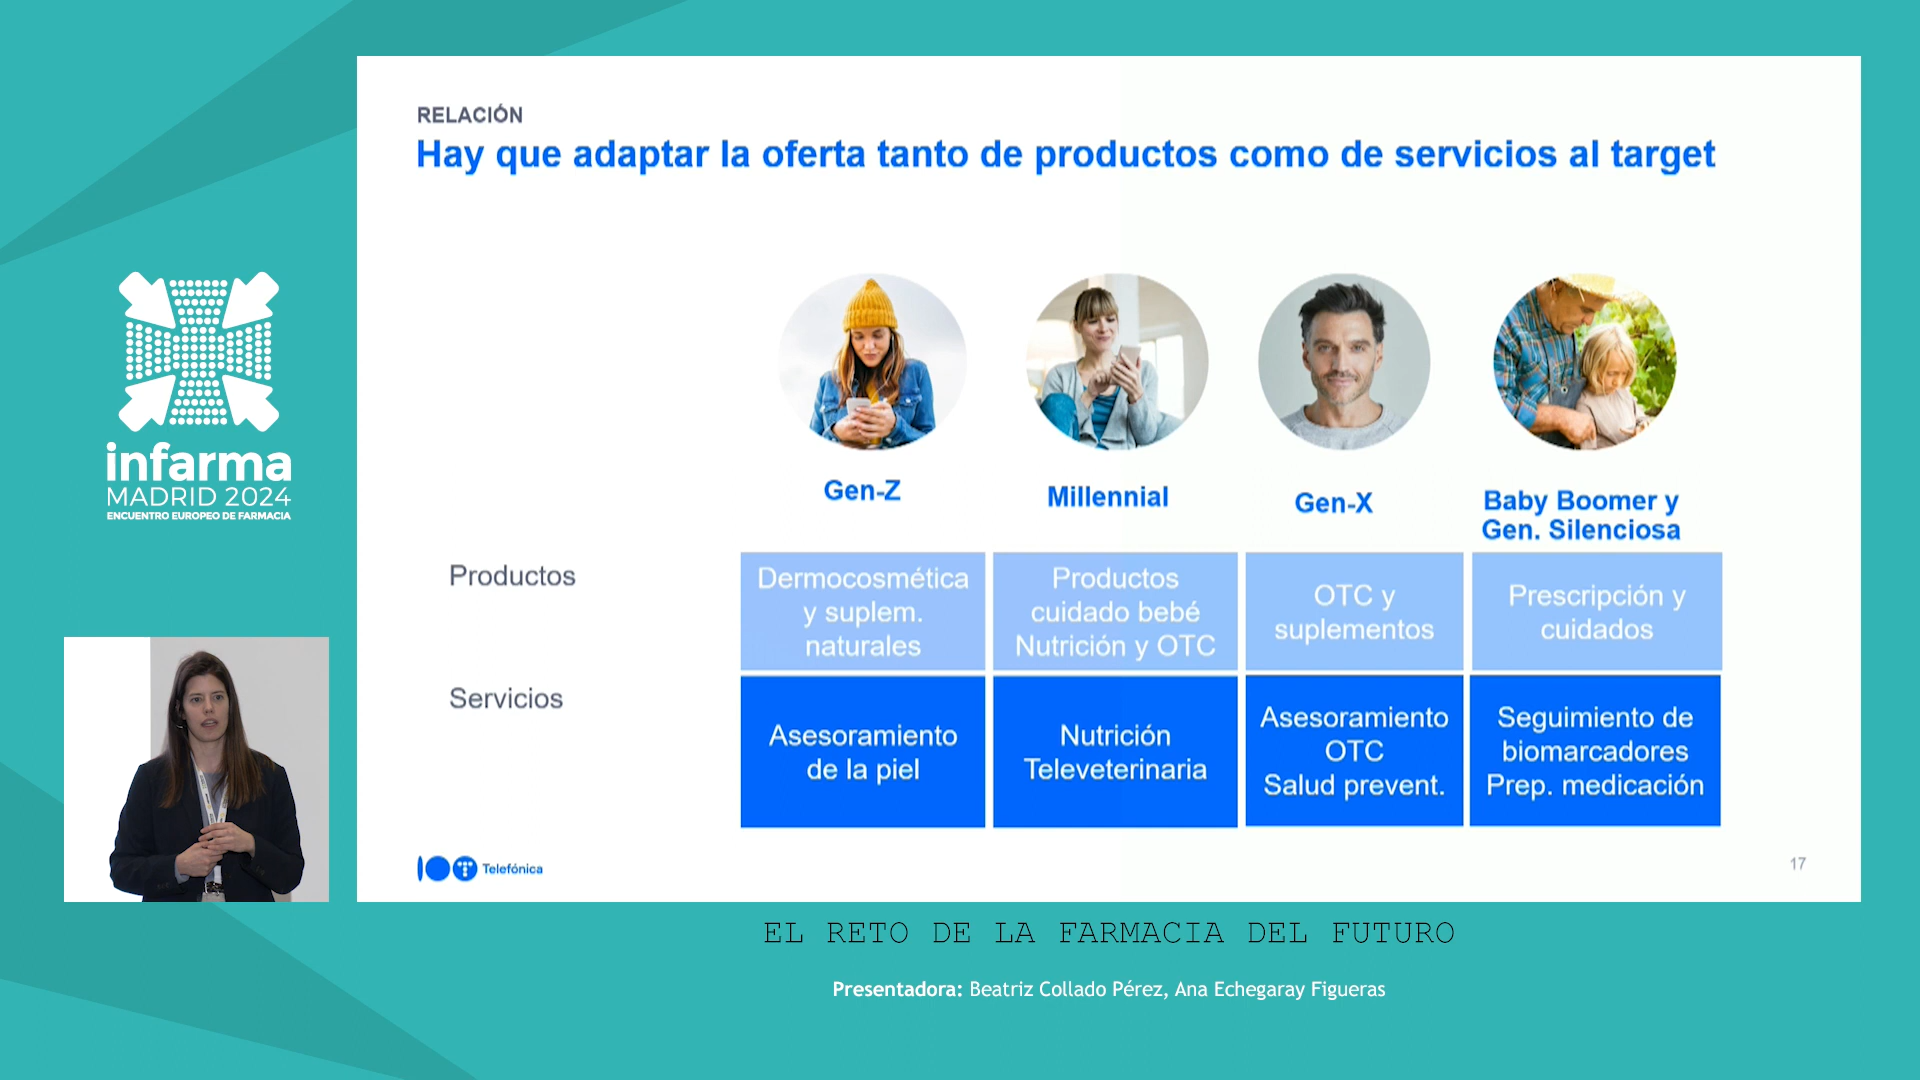 RELACIÓN
Hay que adaptar la oferta tanto de productos como de servicios al target
infarma
MADRID 2024
ENCUENTRO EUROPEO DE FARMACIA
Gen-Z
Millennial
Gen-X
Baby Boomer y
Gen. Silenciosa
Productos
Dermocosmética
y suplem.
naturales
Productos
cuidado bebé
Nutrición y OTC
OTC y
suplementos
Prescripción y
cuidados
Servicios
Asesoramiento
de la piel
Nutrición
Televeterinaria
Asesoramiento
OTC
Salud prevent.
Seguimiento de
biomarcadores
Prep. medicación
Telefónica
17
EL RETO DE LA FARMACIA DEL FUTURO
Presentadora: Beatriz Collado Pérez, Ana Echegaray Figueras